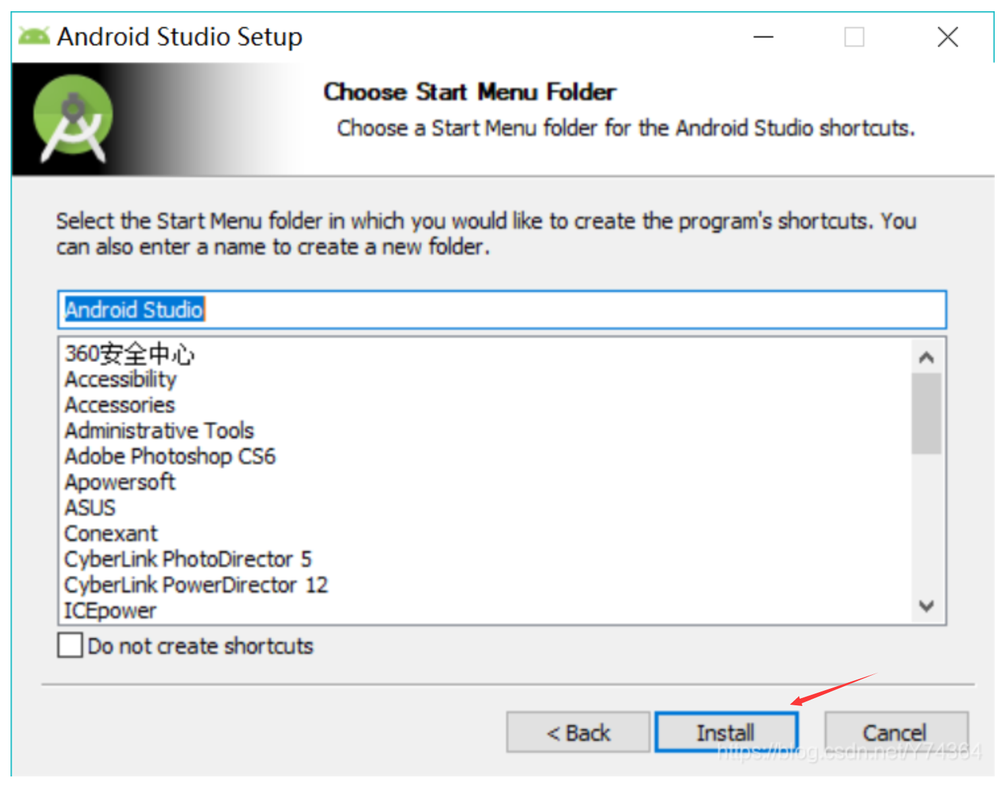 Android Studio Setup
Choose Start Menu Folder
Choose a Start Menu folder for the Android Studio shortcuts.
Select the Start Menu folder in which you would like to create the program's shortcuts. You
can also enter a name to create a new folder.
Android Studio
360安全中心
Accessibility
Accessories
Administrative Tools
Adobe Photoshop CS6
Apowersoft
ASUS
Conexant
CyberLink PhotoDirector 5
CyberLink PowerDirector 12
ICEpower
Do not create shortcuts
< Back Install Cancel
https://blog.csdn.net/Y74364